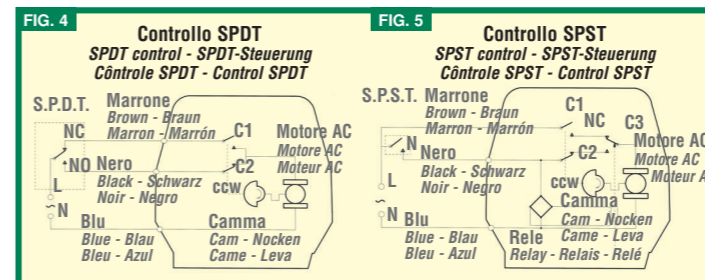 FIG. 4
Controllo SPDT
SPDT control - SPDT-Steuerung
Côntrole SPDT - Control SPDT
S.P.D.T.
Marrone
Brown - Braun
Marron - Marrón
NC
C1
Motore AC
Motore AC
Moteur AC
NO
Nero
C2
Black - Schwarz
Noir - Negro
L
ccw
~
N
Blu
Blue - Blau
Bleu - Azul
Camma
Cam - Nocken
Came - Leva
FIG. 5
Controllo SPST
SPST control - SPST-Steuerung
Côntrole SPST - Control SPST
S.P.S.T.
Marrone
Brown - Braun
Marron - Marrón
C1
NC
C3
Motore AC
Motore AC
Moteur A
N
Nero
C2
Black - Schwarz
Noir - Negro
L
ccw
~
N
Blu
Blue - Blau
Bleu - Azul
Camma
Cam - Nocken
Came - Leva
Rele
Relay - Relais - Relé